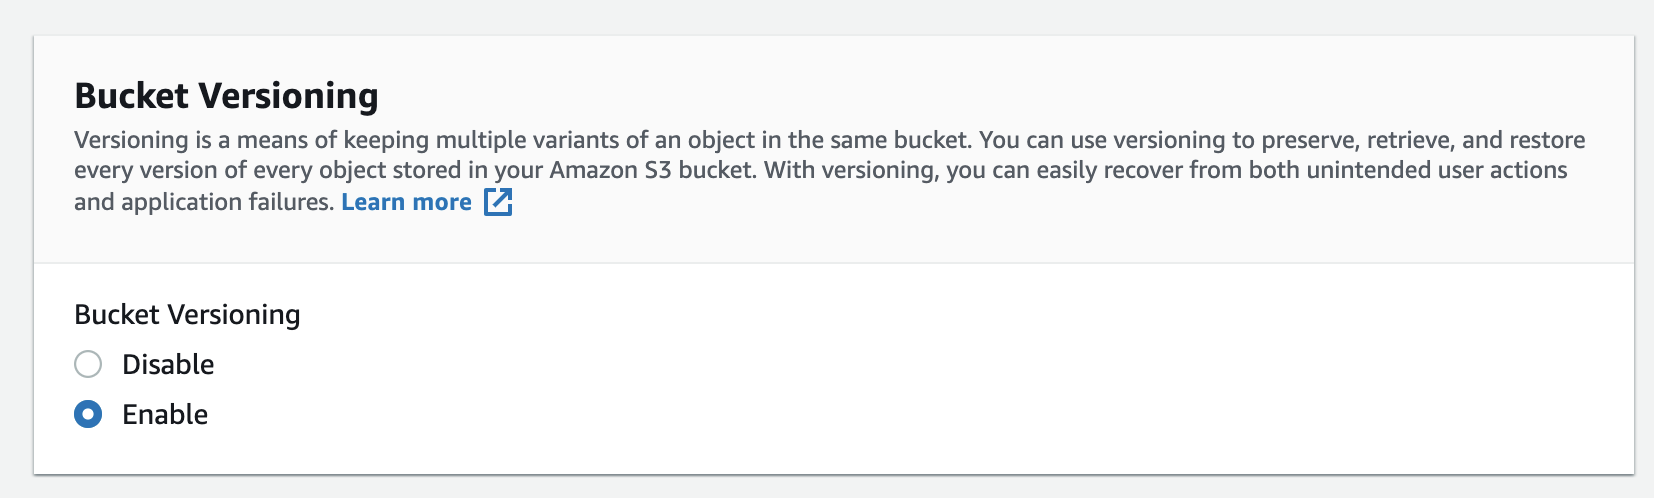 Bucket Versioning
Versioning is a means of keeping multiple variants of an object in the same bucket. You can use versioning to preserve, retrieve, and restore
every version of every object stored in your Amazon S3 bucket. With versioning, you can easily recover from both unintended user actions
and application failures. Learn more
Bucket Versioning
Disable
Enable